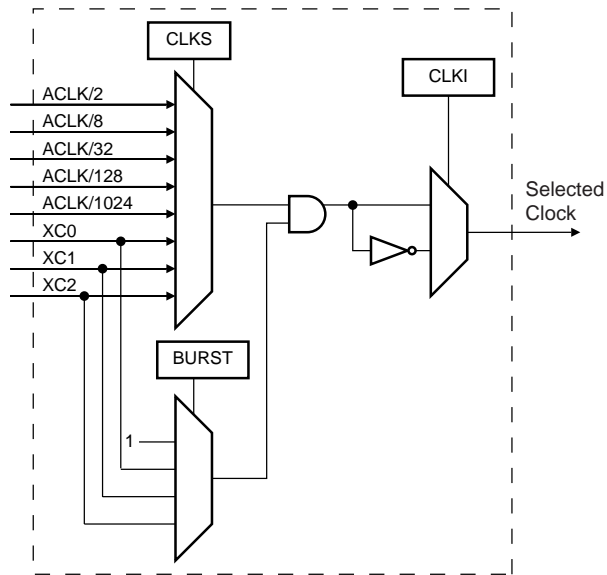 CLKS
CLKI
ACLK/2
ACLK/8
ACLK/32
ACLK/128
ACLK/1024
XC0
XC1
XC2
Selected
Clock
BURST
1